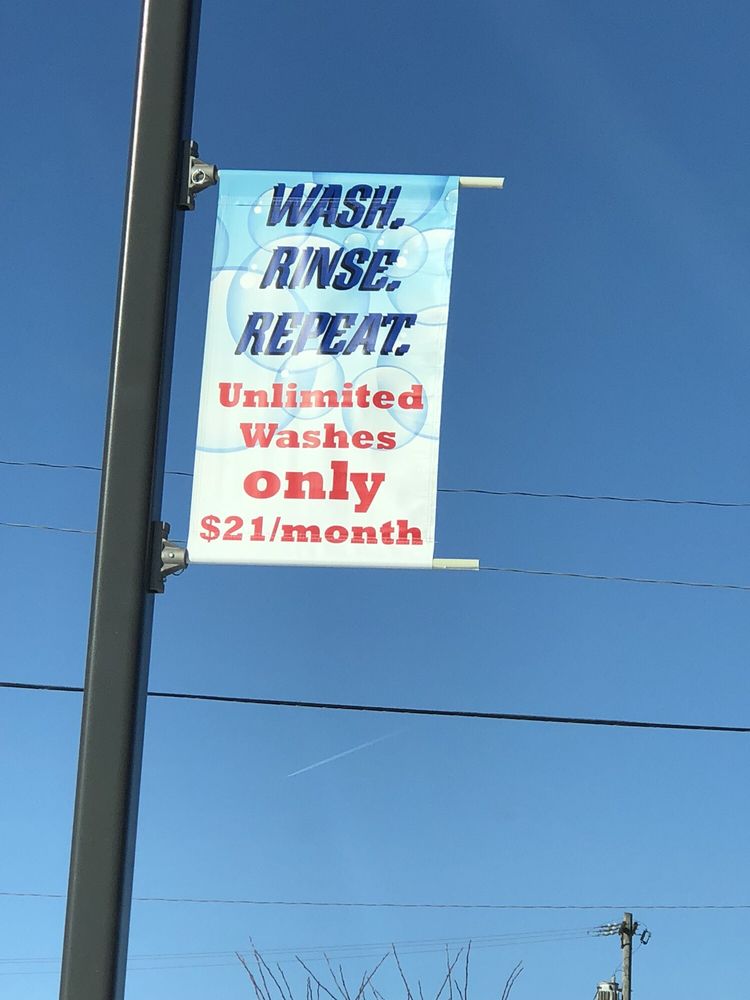 WASH.
RINSE.
REPEAT.
Unlimited
Washes
only
$21/month